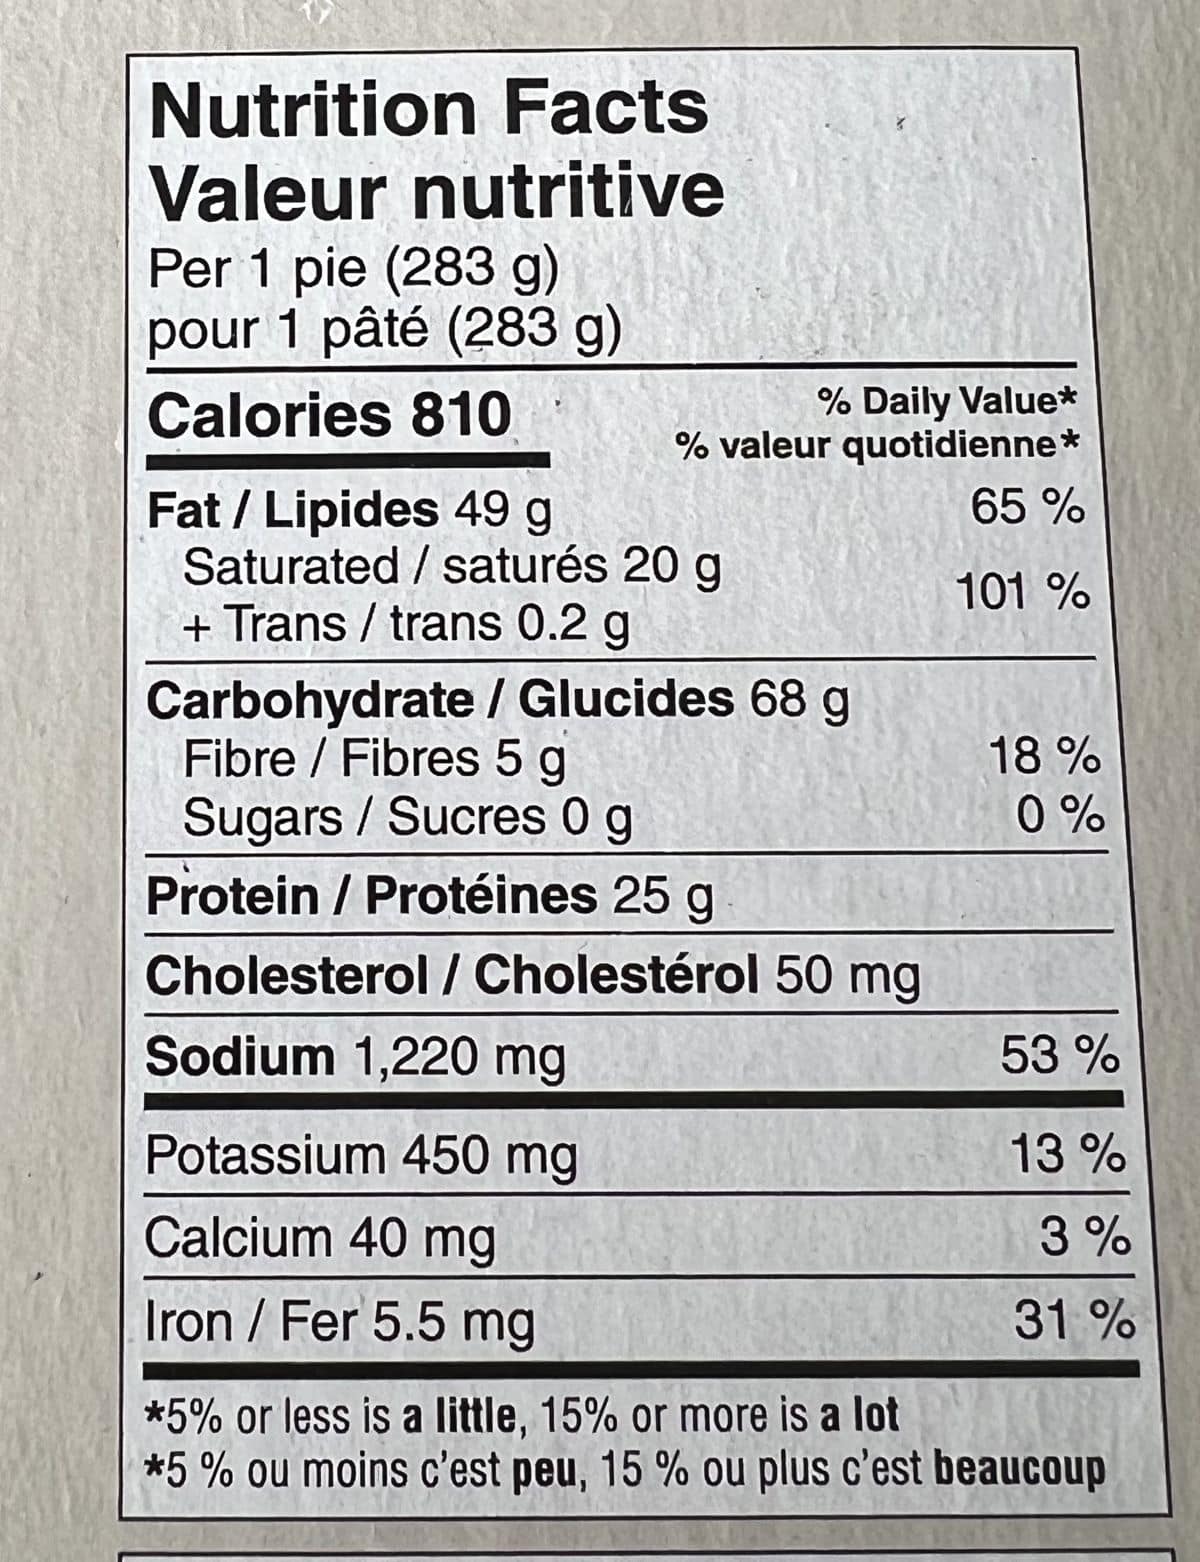 Nutrition Facts
Valeur nutritive
Per 1 pie (283 g)
pour 1 pâté (283 g)
Calories 810
% Daily Value*
% valeur quotidienne*
Fat / Lipides 49 g 65 %
Saturated / saturés 20 g
+ Trans / trans 0.2 g 101 %
Carbohydrate / Glucides 68 g
Fibre / Fibres 5 g 18 %
Sugars / Sucres 0 g 0 %
Protein / Protéines 25 g
Cholesterol / Cholestérol 50 mg
Sodium 1,220 mg 53 %
Potassium 450 mg 13 %
Calcium 40 mg 3 %
Iron / Fer 5.5 mg 31 %
*5% or less is a little, 15% or more is a lot
*5 % ou moins c'est peu, 15 % ou plus c'est beaucoup